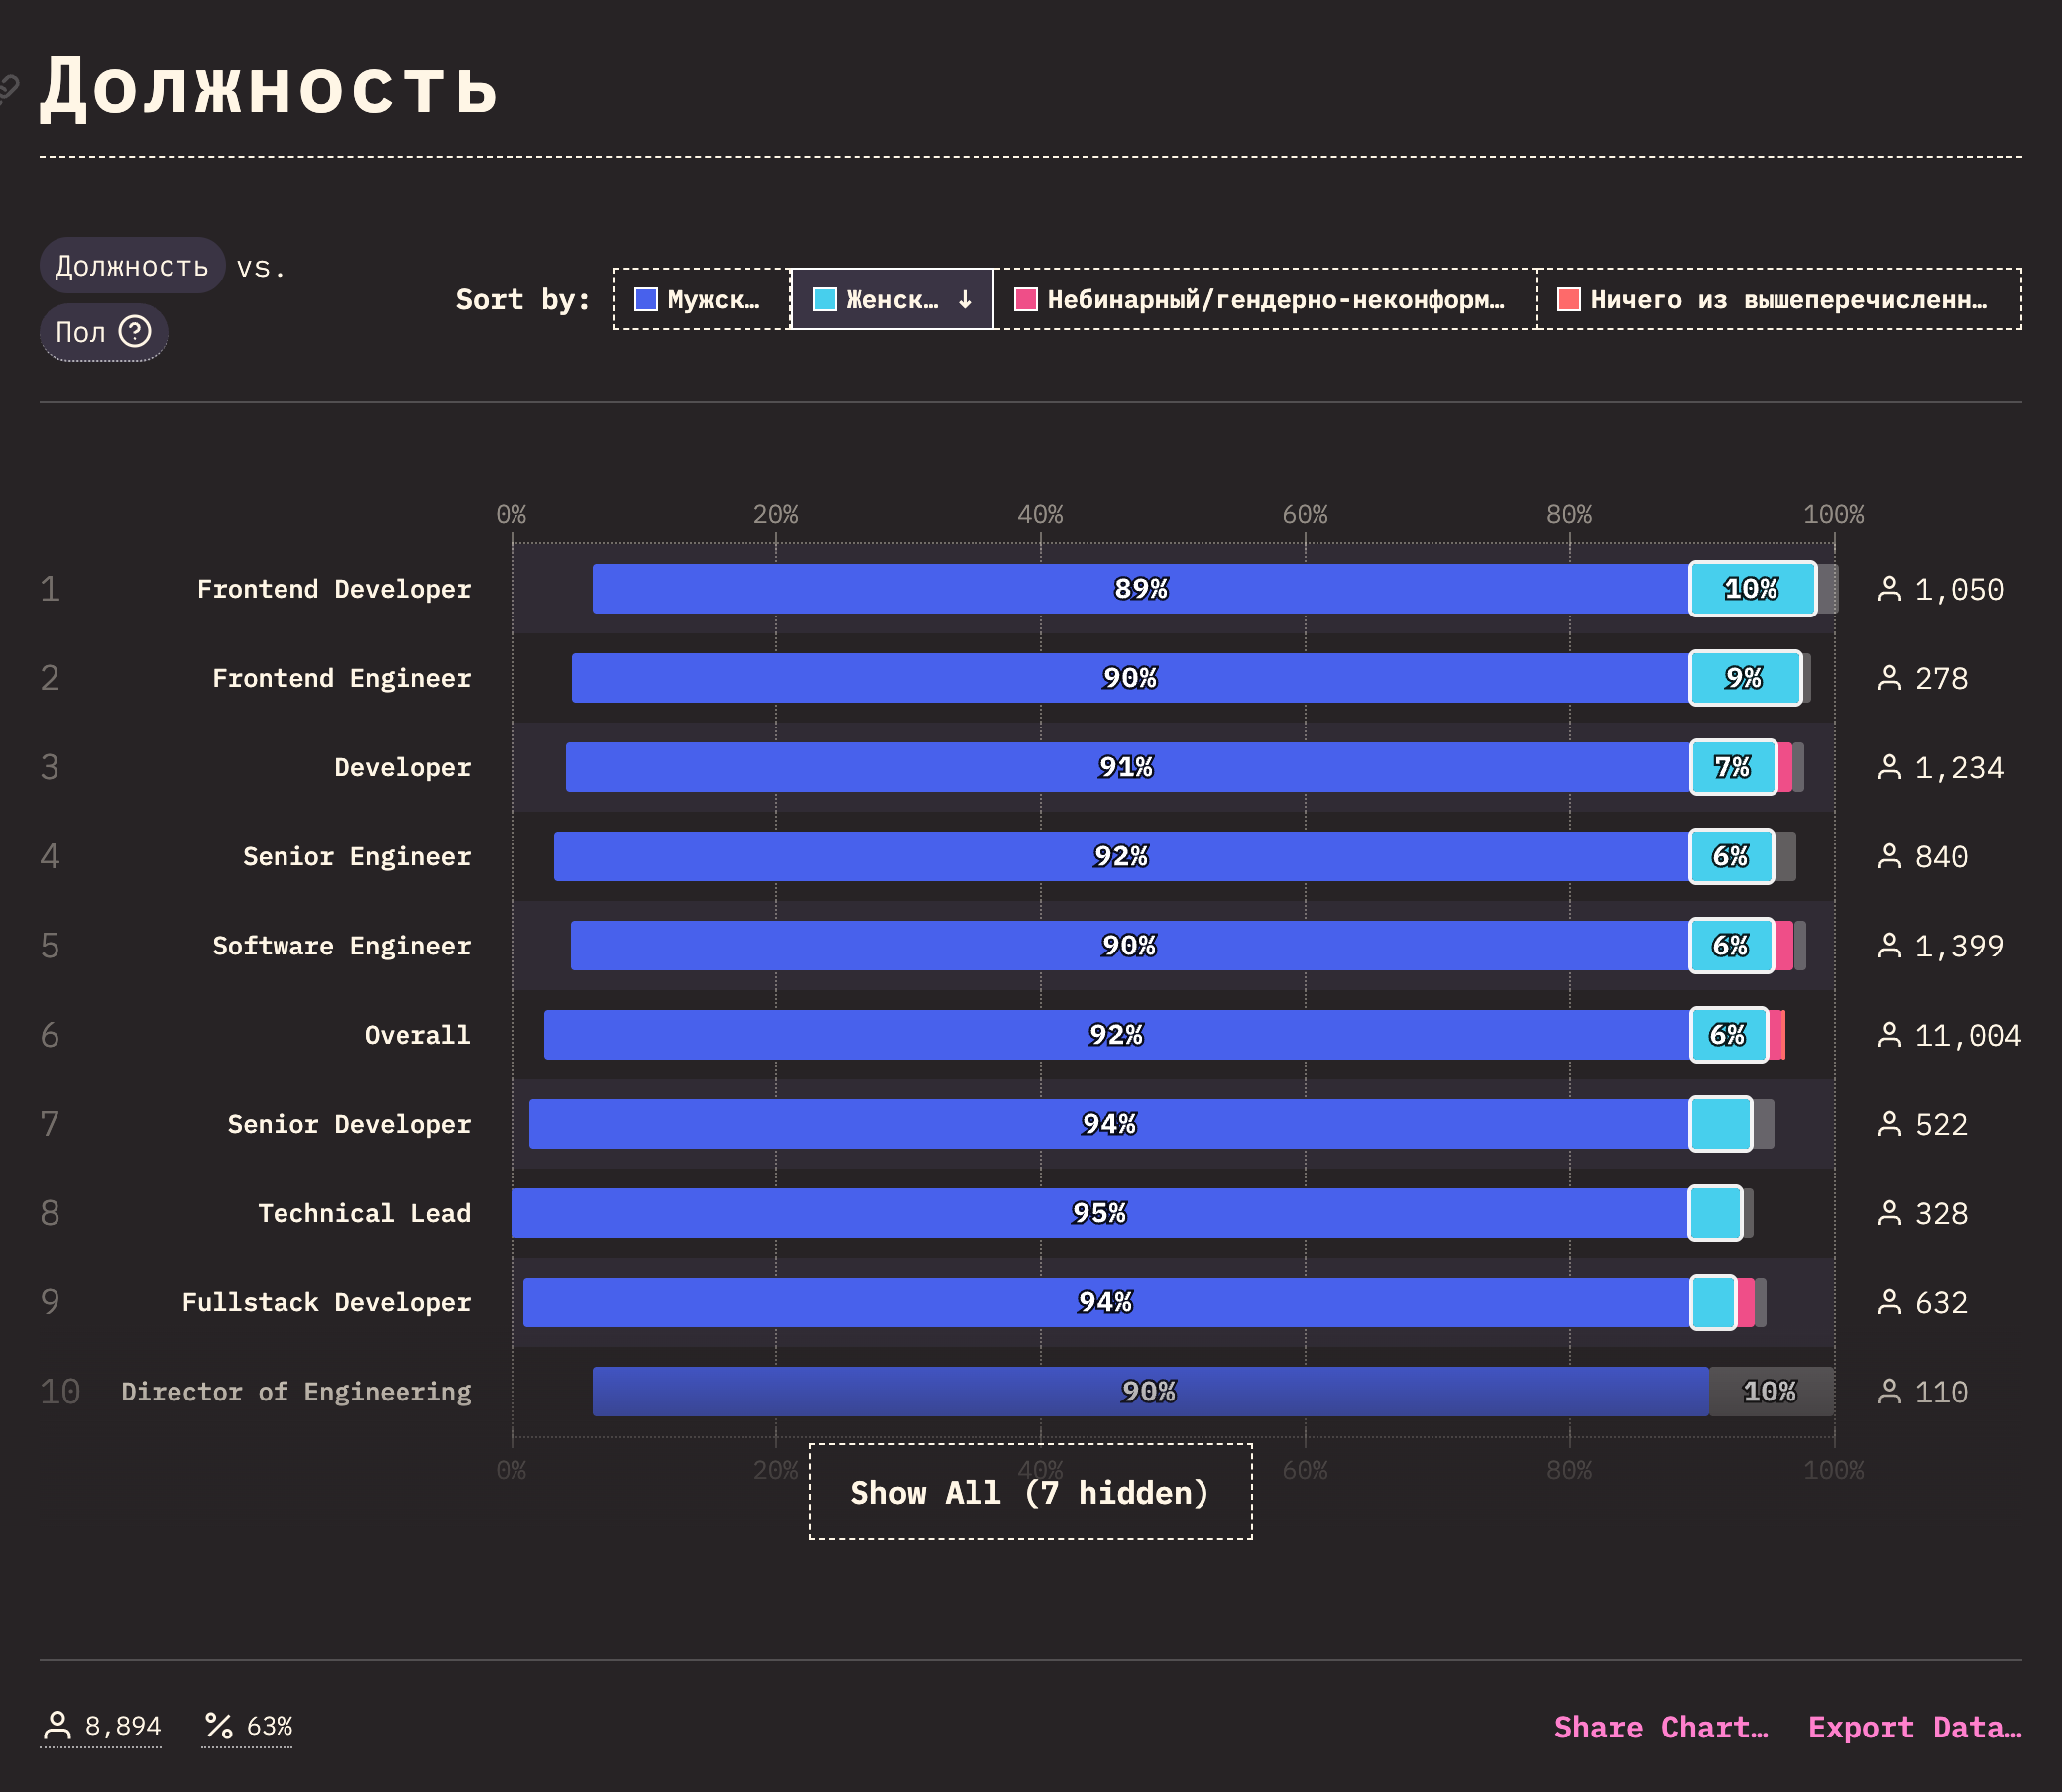 Должность
Должность vs.
Пол
Sort by: Мужск… Женск… ↓ Небинарный/гендерно-неконформ… Ничего из вышеперечисленн…
0% 20% 40% 60% 80% 100%
1 Frontend Developer 89% 10% 1,050
2 Frontend Engineer 90% 9% 278
3 Developer 91% 7% 1,234
4 Senior Engineer 92% 6% 840
5 Software Engineer 90% 6% 1,399
6 Overall 92% 6% 11,004
7 Senior Developer 94% 522
8 Technical Lead 95% 328
9 Fullstack Developer 94% 632
10 Director of Engineering 90% 10% 110
0% 20% 40% 60% 80% 100%
Show All (7 hidden)
8,894 % 63% Share Chart… Export Data…